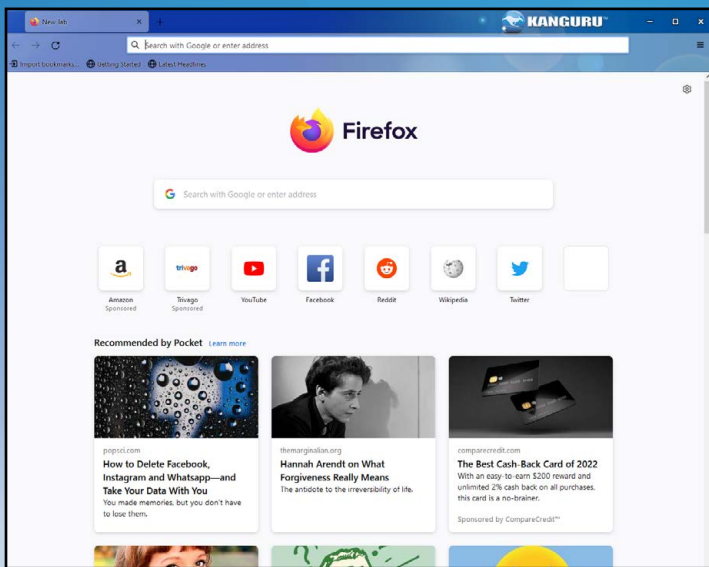 New Tab
KANGURU™
Search with Google or enter address
Import bookmarks... Getting Started Latest Headlines
Firefox
Search with Google or enter address
a
trivago
f
Amazon
Sponsored
Trivago
Sponsored
YouTube
Facebook
Reddit
Wikipedia
Twitter
Recommended by Pocket Learn more
popsci.com
How to Delete Facebook,
Instagram and Whatsapp—and
Take Your Data With You
You made memories, but you don't have
to lose them.
themarginalian.org
Hannah Arendt on What
Forgiveness Really Means
The antidote to the irreversibility of life.
comparecredit.com
The Best Cash-Back Card of 2022
With an easy-to-earn $200 reward and
unlimited 2% cash back on all purchases,
this card is a no-brainer.
Sponsored by CompareCredit™